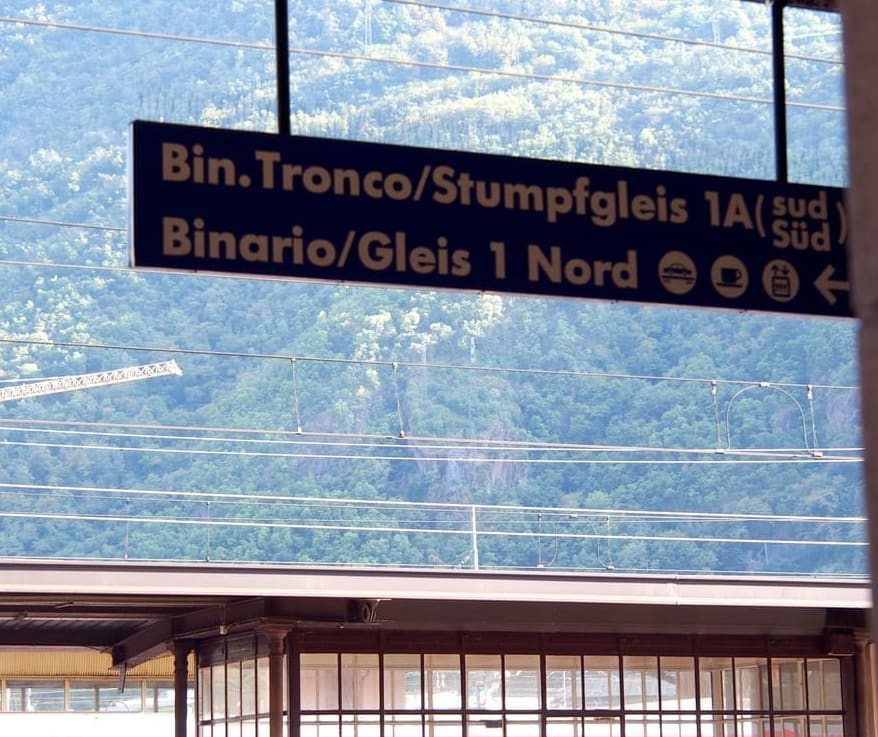 Bin.Tronco/Stumpfgleis 1A(sud
Süd)
Binario/Gleis 1 Nord